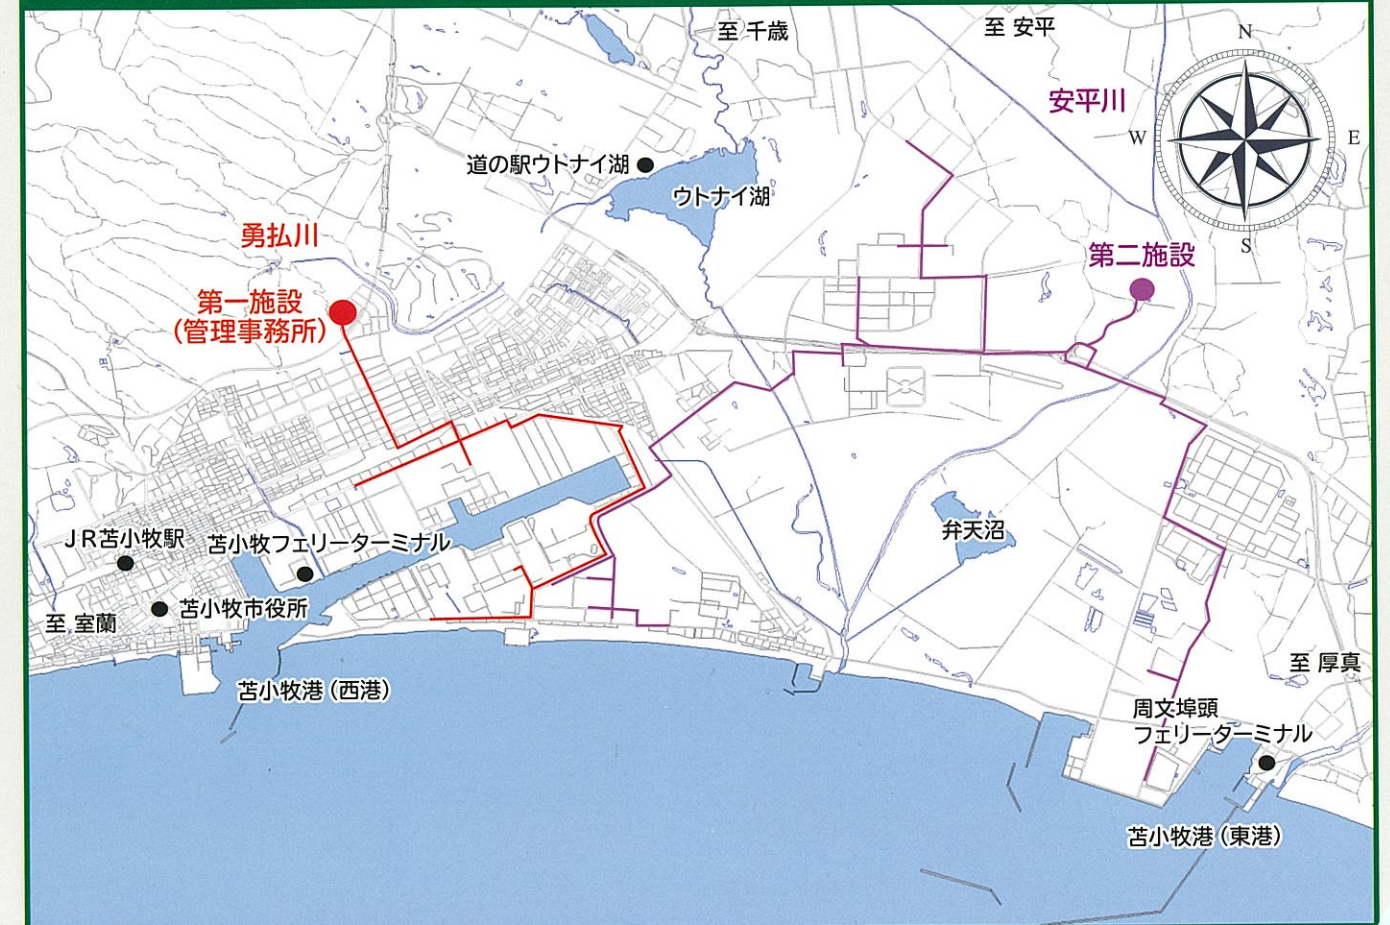 至 千歳
至 安平
N
安平川
W
E
道の駅ウトナイ湖
ウトナイ湖
勇払川
S
第二施設
第一施設
(管理事務所)
JR苫小牧駅
苫小牧フェリーターミナル
弁天沼
苫小牧市役所
至 室蘭
至 厚真
苫小牧港(西港)
周文埠頭
フェリーターミナル
苫小牧港(東港)